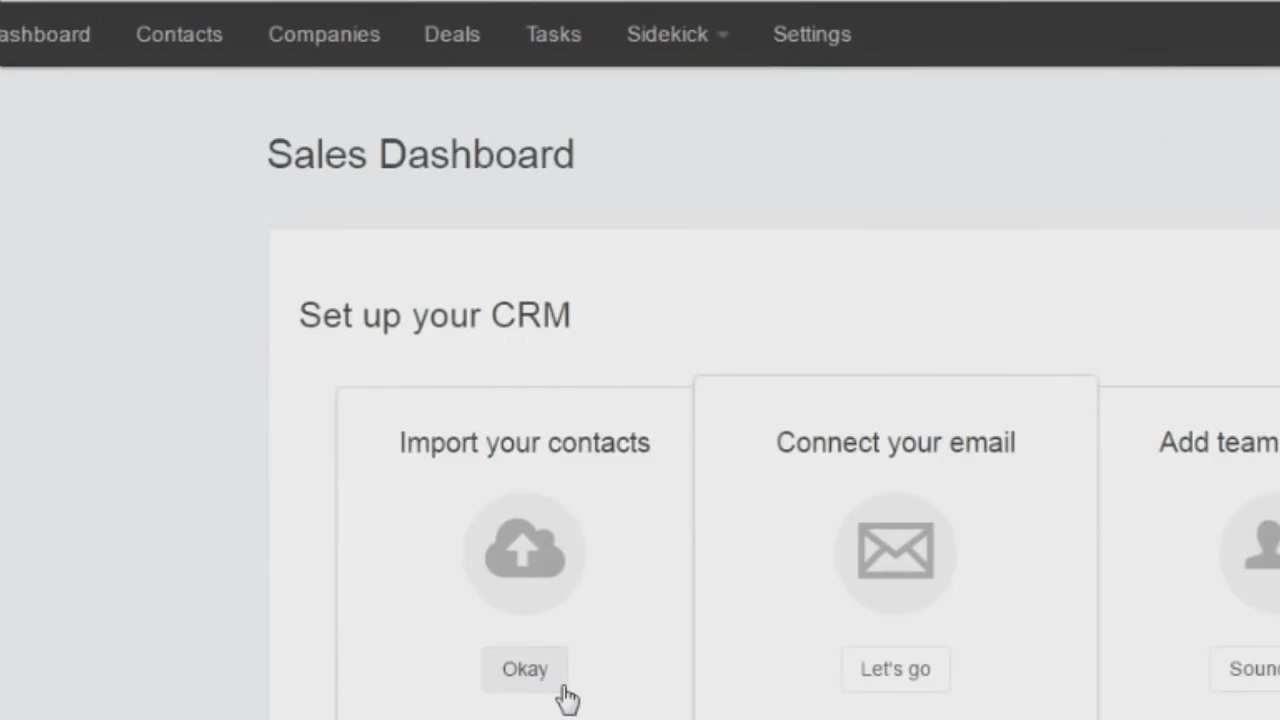 ashboard Contacts Companies Deals Tasks Sidekick Settings
Sales Dashboard
Set up your CRM
Import your contacts Connect your email Add team
Okay Let's go Soun